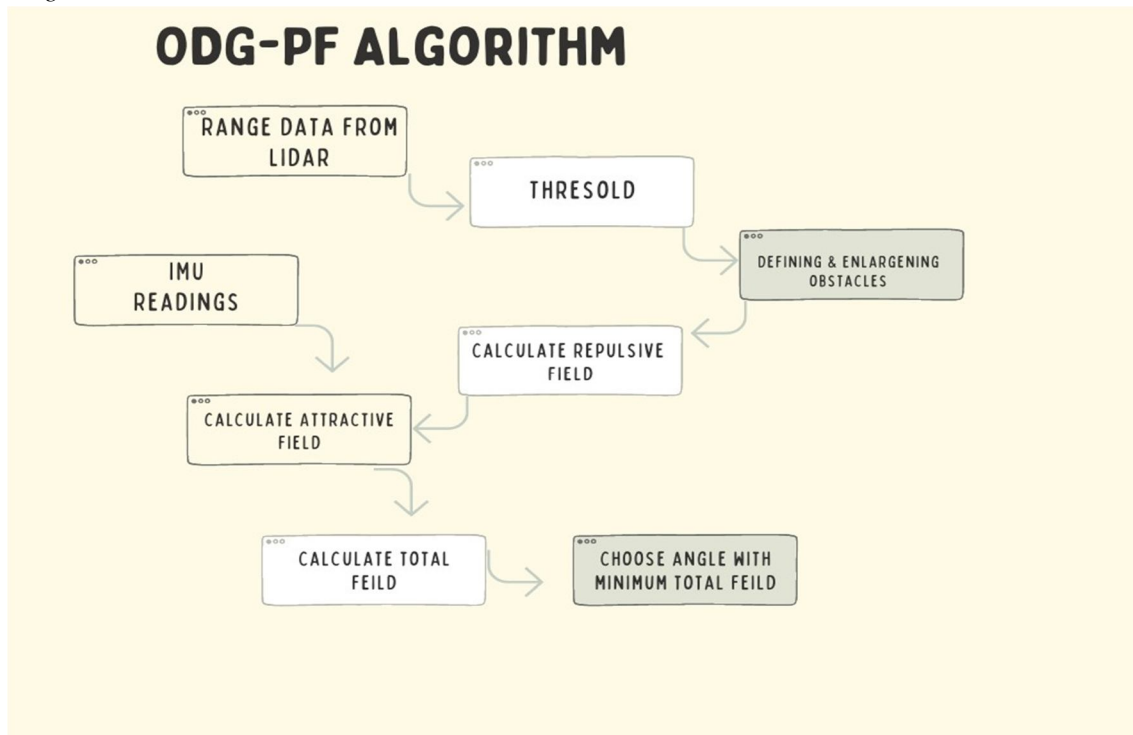 ODG-PF ALGORITHM
RANGE DATA FROM
LIDAR
THRESOLD
DEFINING & ENLARGENING
OBSTACLES
IMU
READINGS
CALCULATE REPULSIVE
FIELD
CALCULATE ATTRACTIVE
FIELD
CALCULATE TOTAL
FEILD
CHOOSE ANGLE WITH
MINIMUM TOTAL FEILD